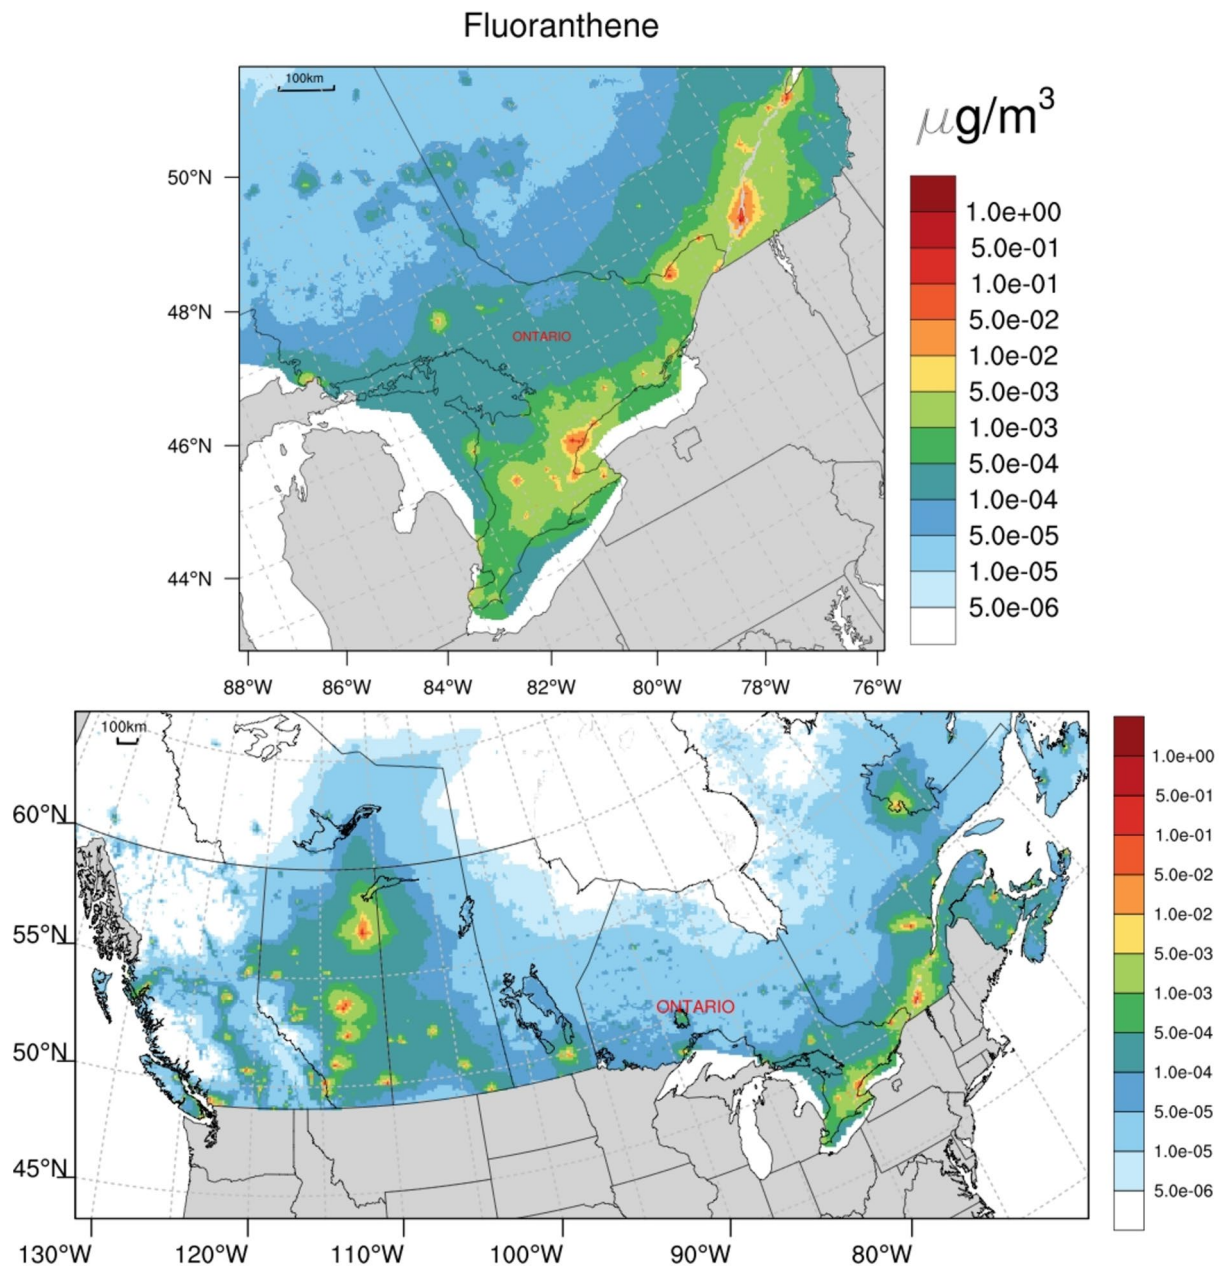 Fluoranthene
100km
μg/m3
50°N
48°N
46°N
44°N
ONTARIO
1.0e+00
5.0e-01
1.0e-01
5.0e-02
1.0e-02
5.0e-03
1.0e-03
5.0e-04
1.0e-04
5.0e-05
1.0e-05
5.0e-06
88°W 86°W 84°W 82°W 80°W 78°W 76°W
100km
60°N
55°N
50°N
45°N
ONTARIO
1.0e+00
5.0e-01
1.0e-01
5.0e-02
1.0e-02
5.0e-03
1.0e-03
5.0e-04
1.0e-04
5.0e-05
1.0e-05
5.0e-06
130°W 120°W 110°W 100°W 90°W 80°W